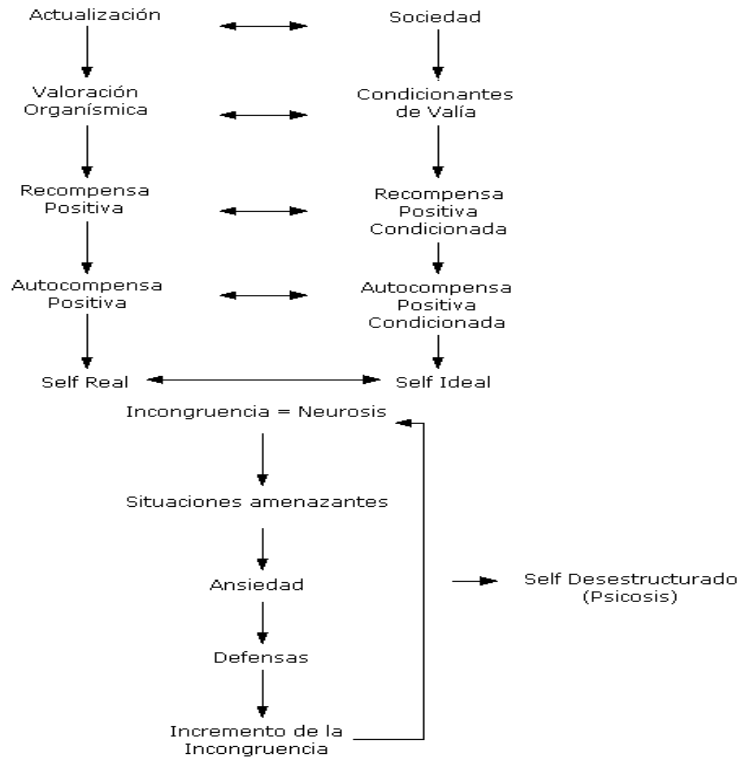 Actualización
Sociedad
Valoración
Organísmica
Condicionantes
de Valía
Recompensa
Positiva
Recompensa
Positiva
Condicionada
Autocompensa
Positiva
Autocompensa
Positiva
Condicionada
Self Real
Self Ideal
Incongruencia = Neurosis
Situaciones amenazantes
Ansiedad
Self Desestructurado
(Psicosis)
Defensas
Incremento de la
Incongruencia